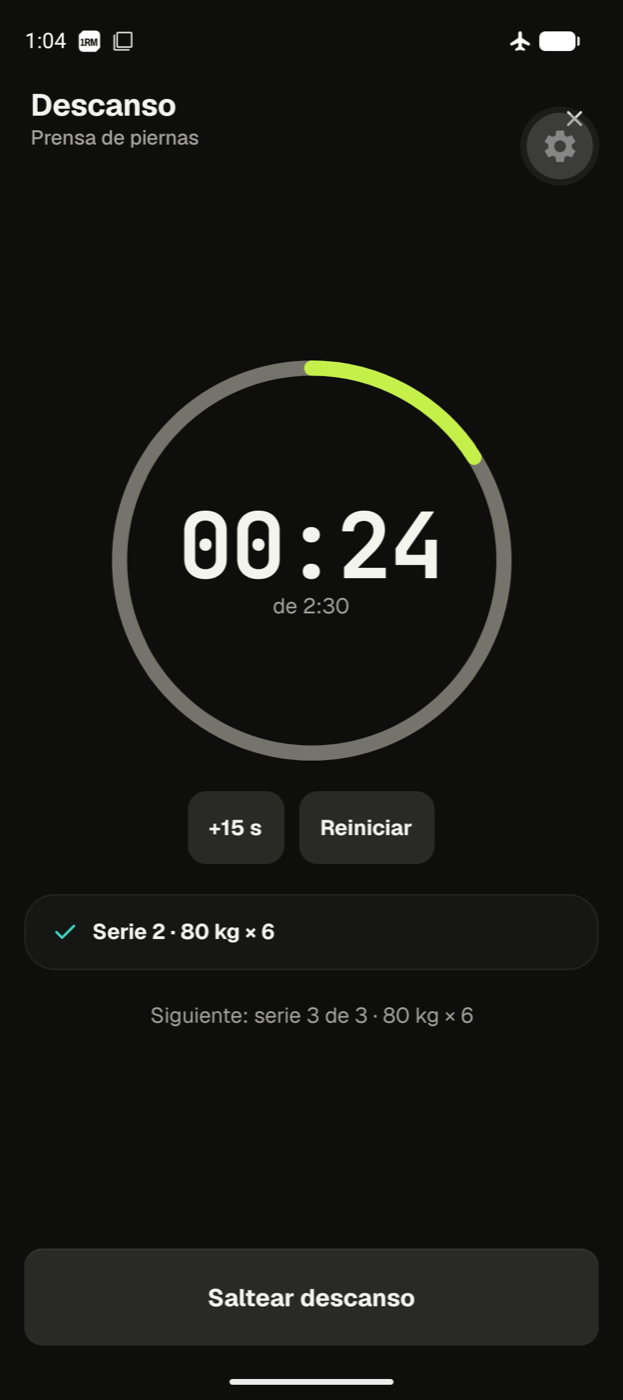 1:04 1RM
Descanso
Prensa de piernas
00:24
de 2:30
+15 s Reiniciar
Serie 2 · 80 kg × 6
Siguiente: serie 3 de 3 · 80 kg × 6
Saltear descanso